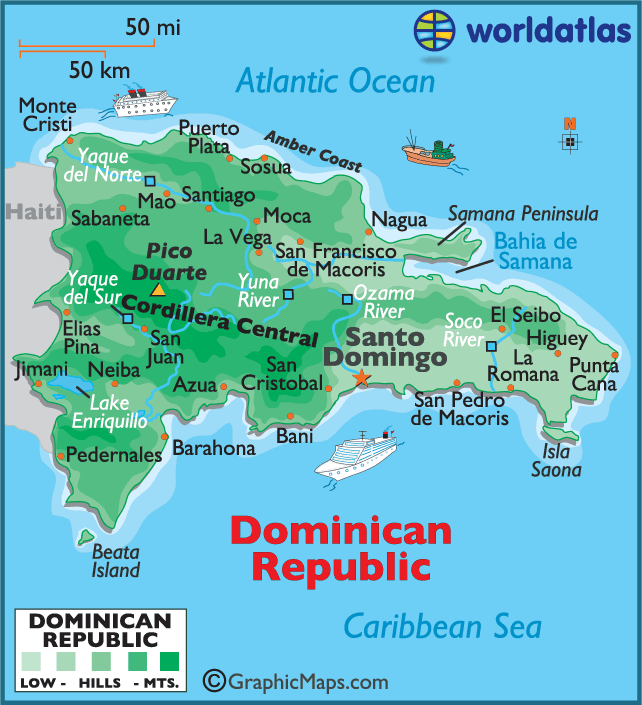 50 mi
50 km
worldatlas
Atlantic Ocean
Monte
Cristi
Puerto
Plata
Amber Coast
Sosua
N
Yaque
del Norte
Haiti
Mao
Santiago
Sabaneta
Moca
Nagua
Samana Peninsula
La Vega
Bahia de
Samana
Pico
Duarte
San Francisco
de Macoris
Yaque
del Sur
Yuna
River
Ozama
River
Cordillera Central
Elias
Pina
San
Juan
Santo
Domingo
Soco
River
El Seibo
Higuey
La
Romana
Punta
Cana
Jimani
Neiba
Azua
San
Cristobal
Lake
Enriquillo
San Pedro
de Macoris
Bani
Barahona
Isla
Saona
Pedernales
Beata
Island
Dominican
Republic
Caribbean Sea
DOMINICAN
REPUBLIC
LOW - HILLS - MTS.
©GraphicMaps.com